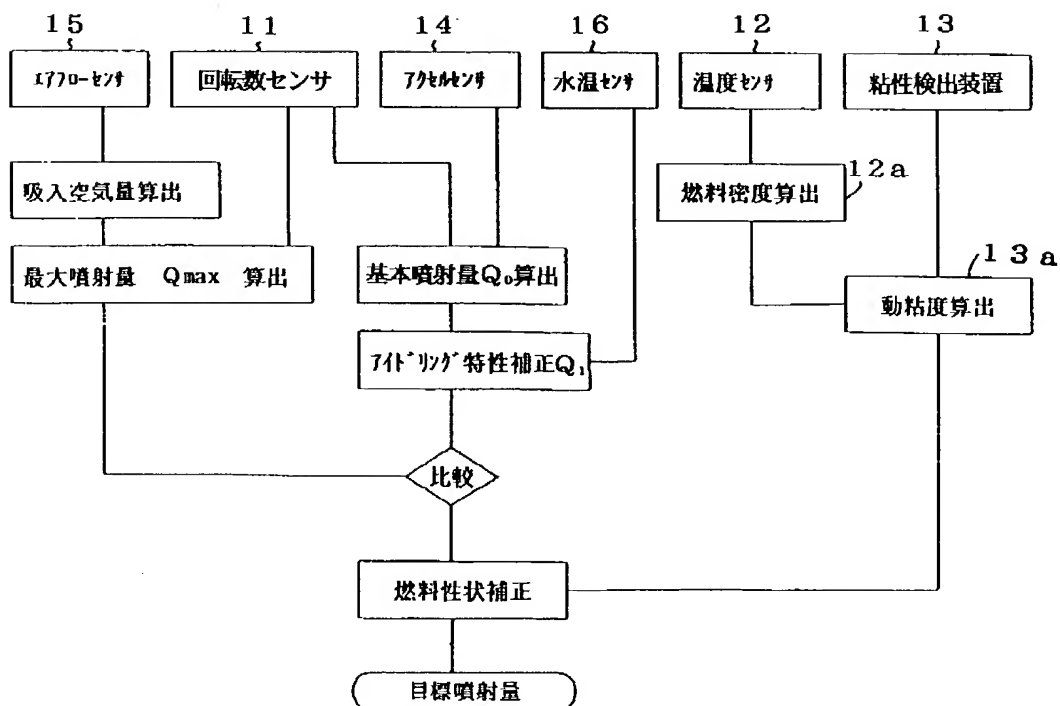 15
11
14
16
12
13
エアフローセンサ
回転数センサ
アクセルセンサ
水温センサ
温度センサ
粘性検出装置
吸入空気量算出
燃料密度算出
12a
最大噴射量 Qmax 算出
基本噴射量Q₀算出
13a
動粘度算出
アイドリング特性補正Q₁
比較
燃料性状補正
目標噴射量